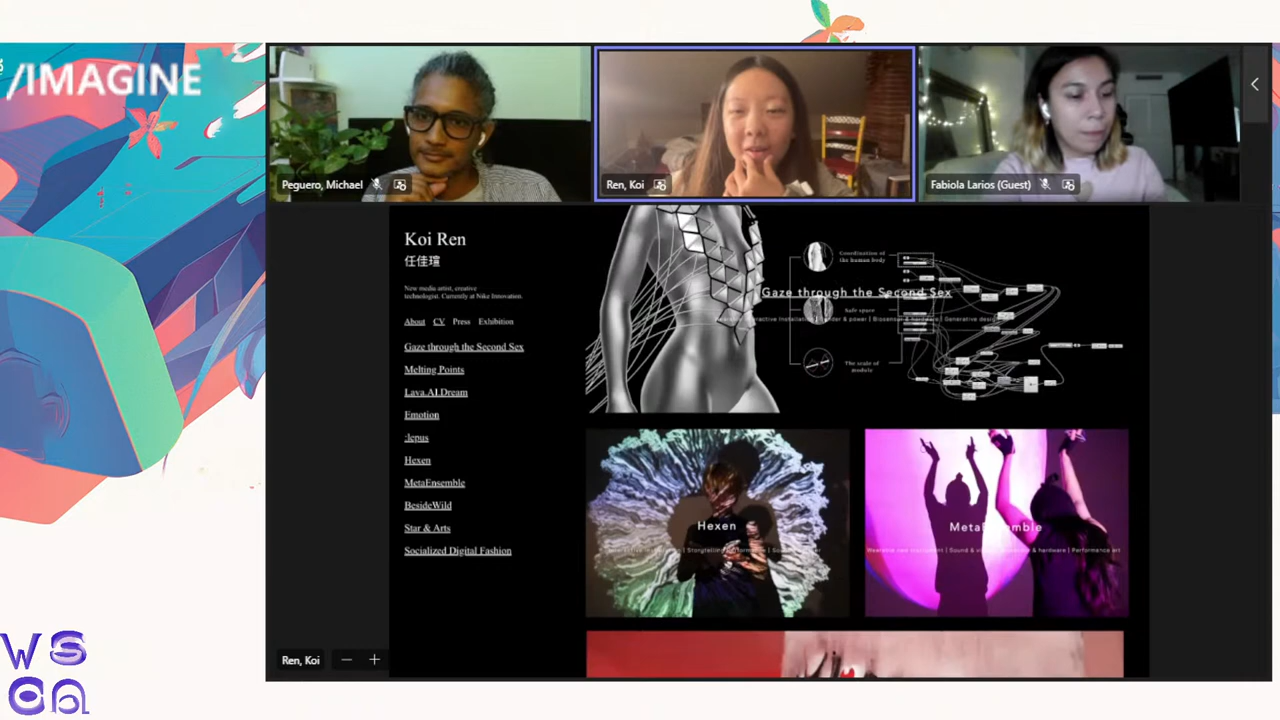 /IMAGINE
Peguero, Michael
Ren, Koi
Fabiola Larios (Guest)
Koi Ren
任佳瑄
New media artist, creative
technologist. Currently at Nike Innovation.
About CV Press Exhibition
Gaze through the Second Sex
Melting Points
Lava.AI.Dream
Emotion
:lepus
Hexen
MetaEnsemble
BesideWild
Star & Arts
Socialized Digital Fashion
Coordination of
the human body
Gaze through the Second Sex
Safe space
The scale of
module
Hexen
MetaEnsemble
Ren, Koi